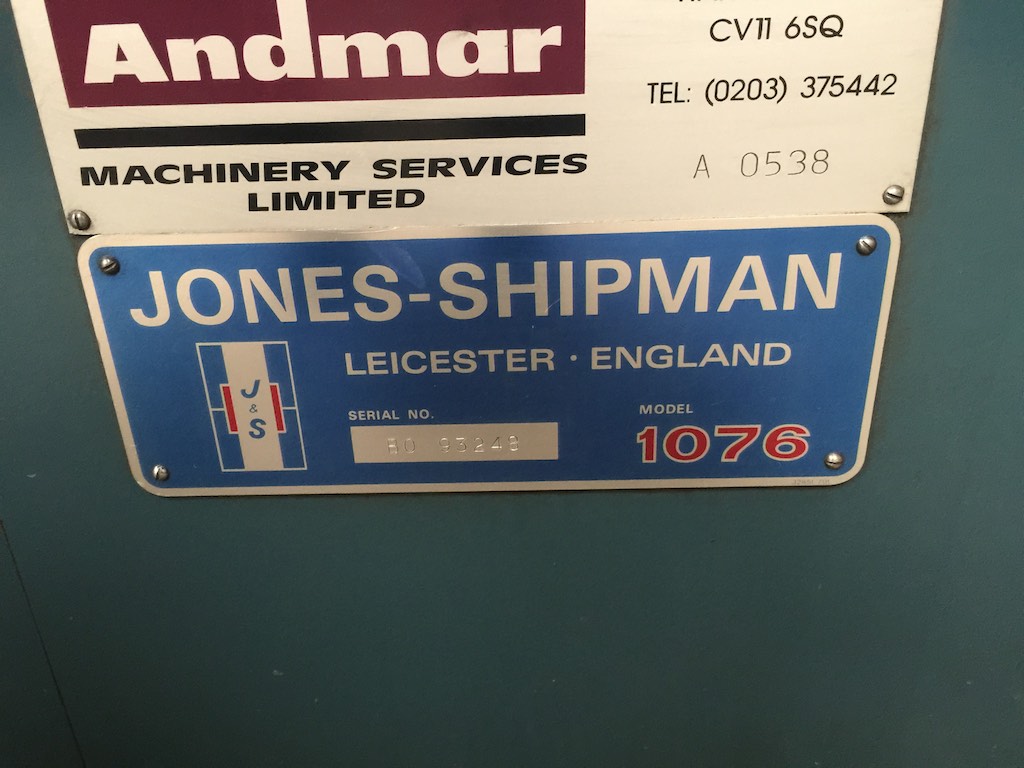 Andmar
MACHINERY SERVICES
LIMITED
CV11 6SQ
TEL: (0203) 375442
A 0538
JONES-SHIPMAN
LEICESTER · ENGLAND
J
&
S
SERIAL NO.
MODEL
1076